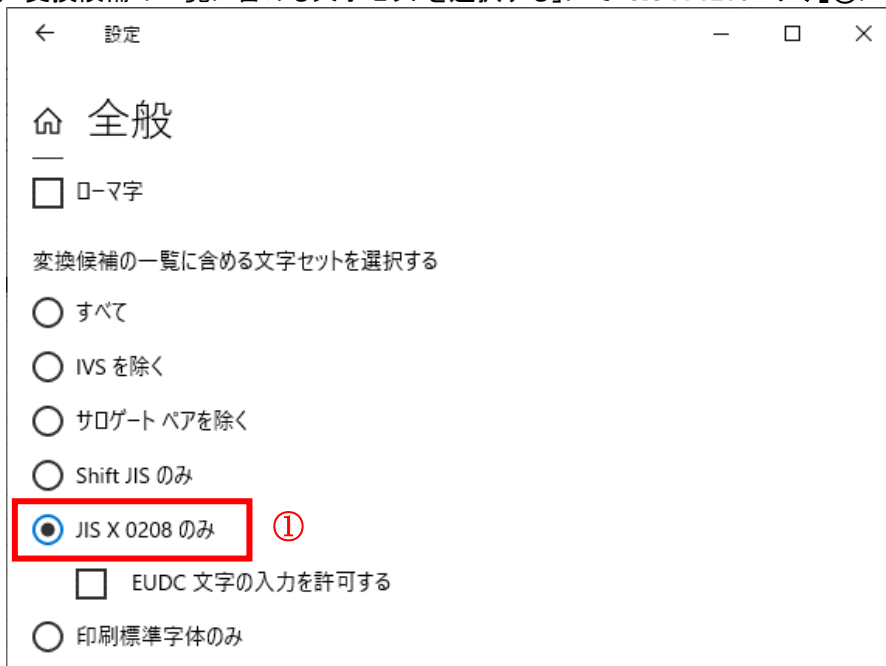 設定
全般
ローマ字
変換候補の一覧に含める文字セットを選択する
すべて
IVS を除く
サロゲート ペアを除く
Shift JIS のみ
JIS X 0208 のみ ①
EUDC 文字の入力を許可する
印刷標準字体のみ